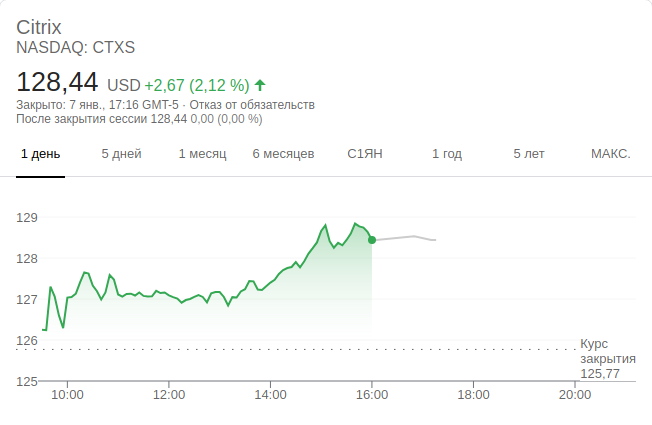 Citrix
NASDAQ: CTXS
128,44 USD +2,67 (2,12 %)
Закрыто: 7 янв., 17:16 GMT-5 · Отказ от обязательств
После закрытия сессии 128,44 0,00 (0,00 %)
1 день 5 дней 1 месяц 6 месяцев С1ЯН 1 год 5 лет МАКС.
129
128
127
126
Курс
закрытия
125,77
125
10:00 12:00 14:00 16:00 18:00 20:00